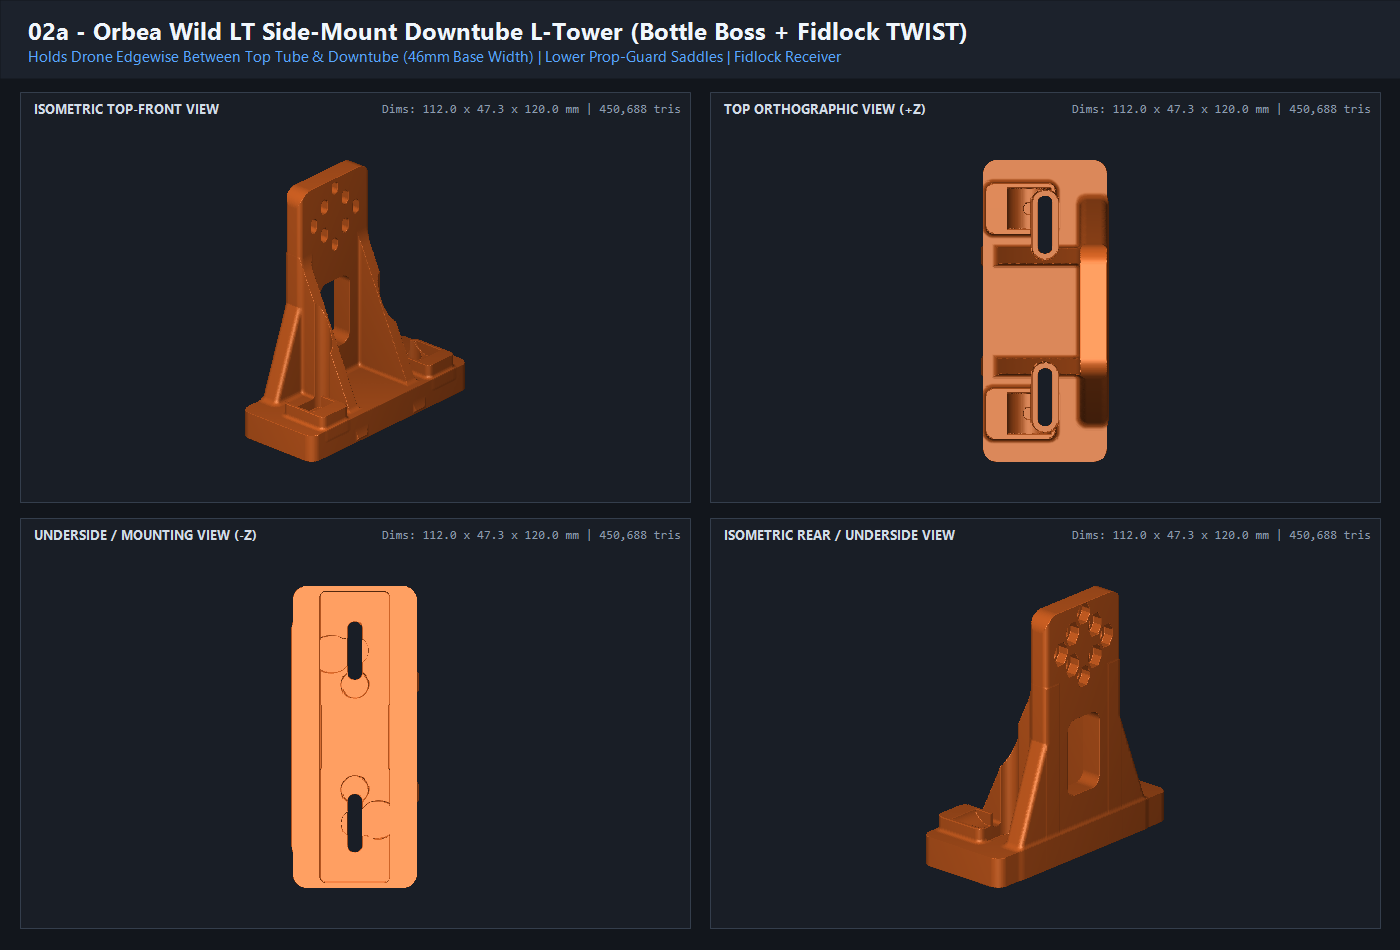 02a - Orbea Wild LT Side-Mount Downtube L-Tower (Bottle Boss + Fidlock TWIST)
Holds Drone Edgewise Between Top Tube & Downtube (46mm Base Width) | Lower Prop-Guard Saddles | Fidlock Receiver
ISOMETRIC TOP-FRONT VIEW
Dims: 112.0 x 47.3 x 120.0 mm | 450,688 tris
TOP ORTHOGRAPHIC VIEW (+Z)
Dims: 112.0 x 47.3 x 120.0 mm | 450,688 tris
UNDERSIDE / MOUNTING VIEW (-Z)
Dims: 112.0 x 47.3 x 120.0 mm | 450,688 tris
ISOMETRIC REAR / UNDERSIDE VIEW
Dims: 112.0 x 47.3 x 120.0 mm | 450,688 tris